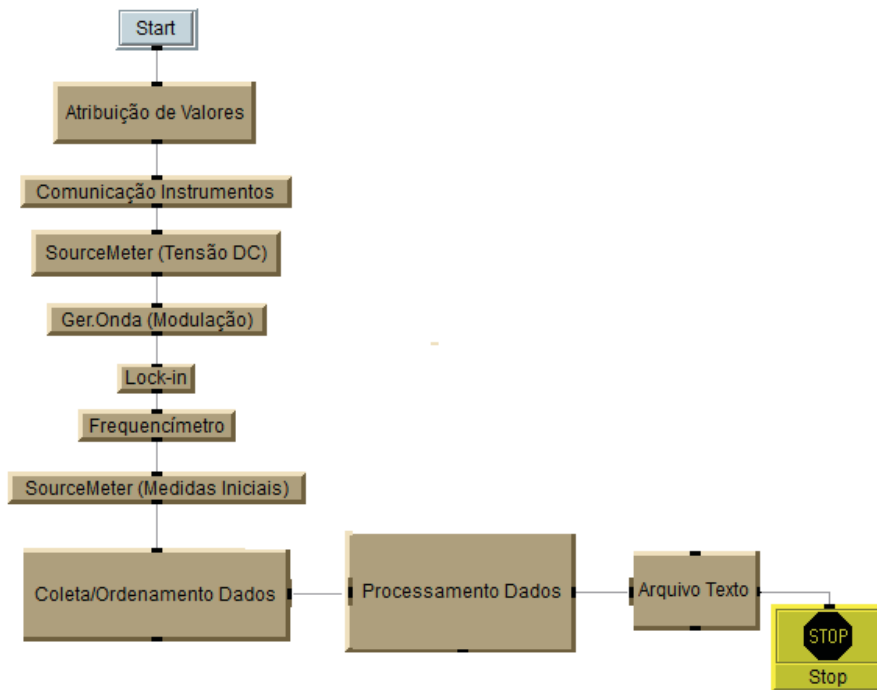 Start
Atribuição de Valores
Comunicação Instrumentos
SourceMeter (Tensão DC)
Ger.Onda (Modulação)
Lock-in
Frequencímetro
SourceMeter (Medidas Iniciais)
Coleta/Ordenamento Dados
Processamento Dados
Arquivo Texto
STOP
Stop